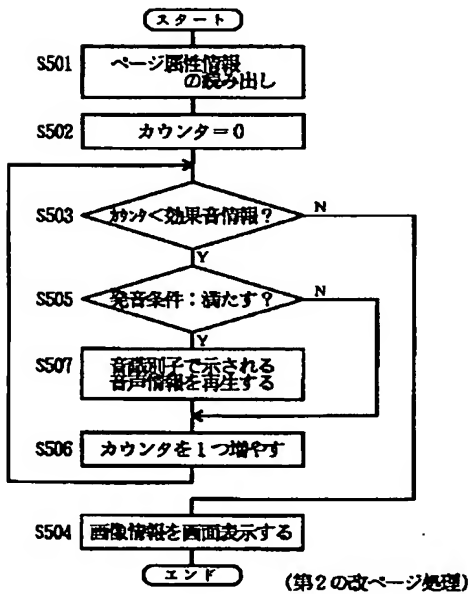 スタート
S501
ページ属性情報
の読み出し
S502
カウンタ=0
S503
カウンタ<効果音情報?
N
Y
S505
発音条件:満たす?
N
Y
S507
音識別子で示される
音声情報を再生する
S506
カウンタを1つ増やす
S504
画像情報を画面表示する
エンド
(第2の改ページ処理)